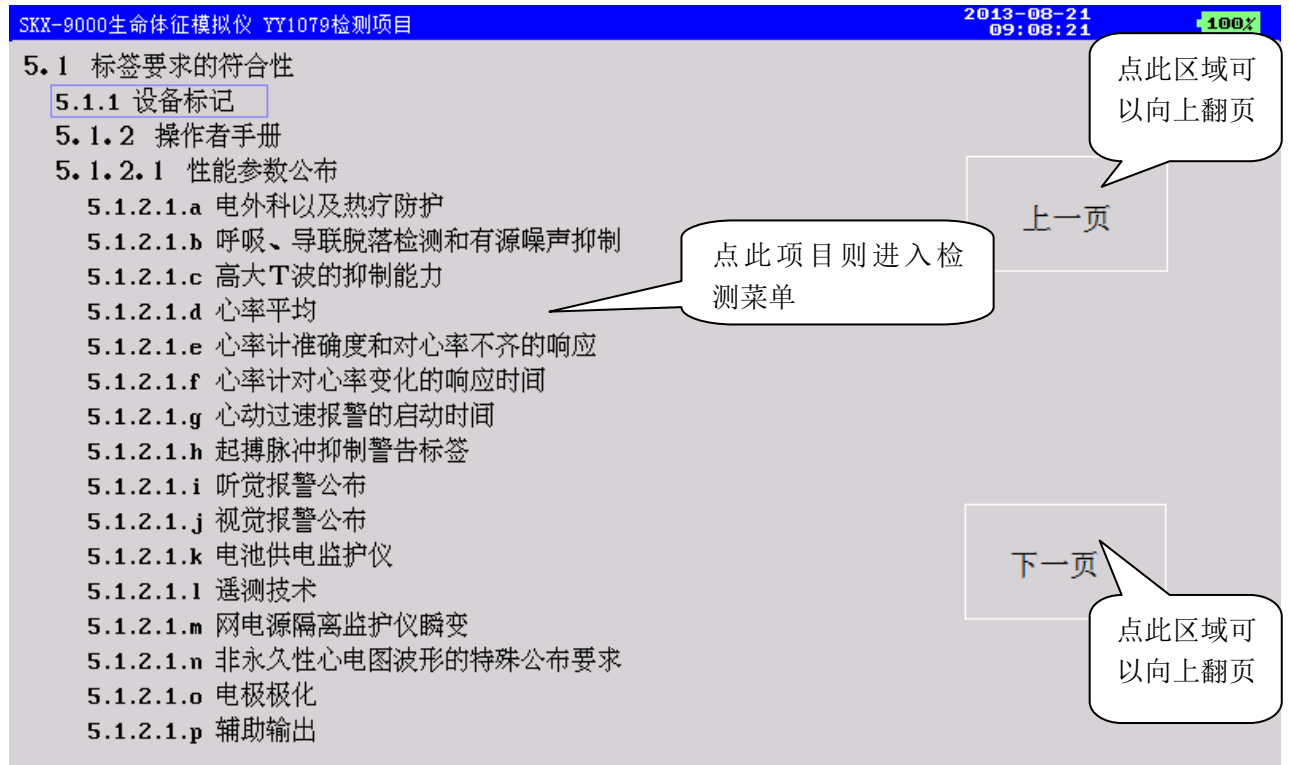 SKX-9000生命体征模拟仪 YY1079检测项目
2013-08-21
09:08:21
100%
5.1 标签要求的符合性
5.1.1 设备标记
5.1.2 操作者手册
5.1.2.1 性能参数公布
5.1.2.1.a 电外科以及热疗防护
5.1.2.1.b 呼吸、导联脱落检测和有源噪声抑制
5.1.2.1.c 高大T波的抑制能力
5.1.2.1.d 心率平均
5.1.2.1.e 心率计准确度和对心率不齐的响应
5.1.2.1.f 心率计对心率变化的响应时间
5.1.2.1.g 心动过速报警的启动时间
5.1.2.1.h 起搏脉冲抑制警告标签
5.1.2.1.i 听觉报警公布
5.1.2.1.j 视觉报警公布
5.1.2.1.k 电池供电监护仪
5.1.2.1.l 遥测技术
5.1.2.1.m 网电源隔离监护仪瞬变
5.1.2.1.n 非永久性心电图波形的特殊公布要求
5.1.2.1.o 电极极化
5.1.2.1.p 辅助输出
点此项目则进入检
测菜单
点此区域可
以向上翻页
上一页
下一页
点此区域可
以向上翻页